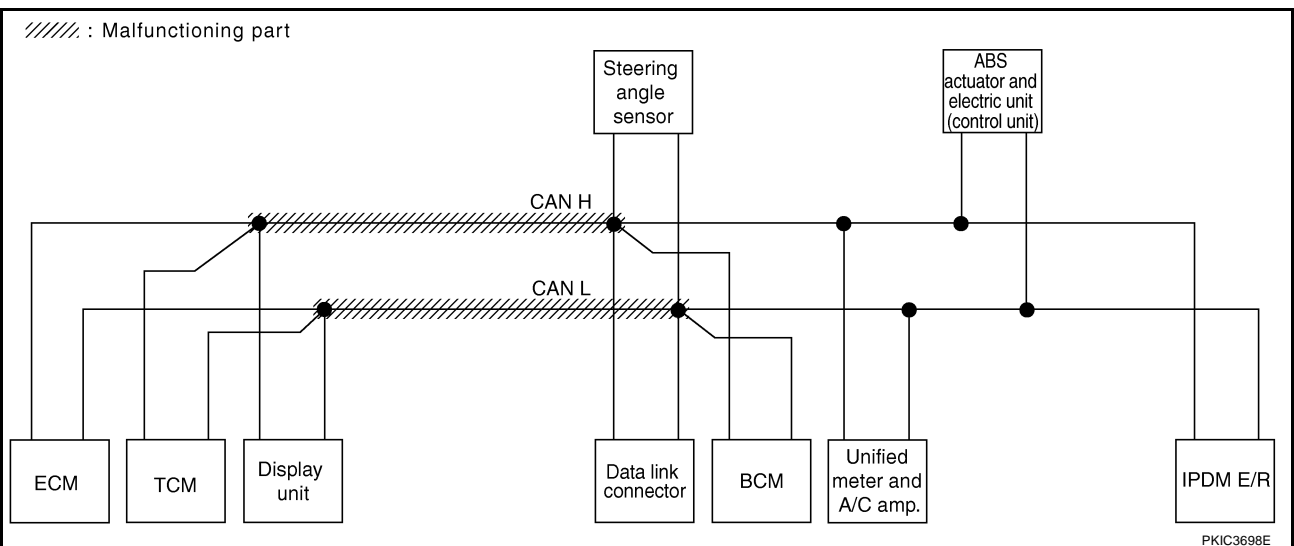 : Malfunctioning part
Steering
angle
sensor
ABS
actuator and
electric unit
(control unit)
CAN H
CAN L
ECM
TCM
Display
unit
Data link
connector
BCM
Unified
meter and
A/C amp.
IPDM E/R
PKIC3698E